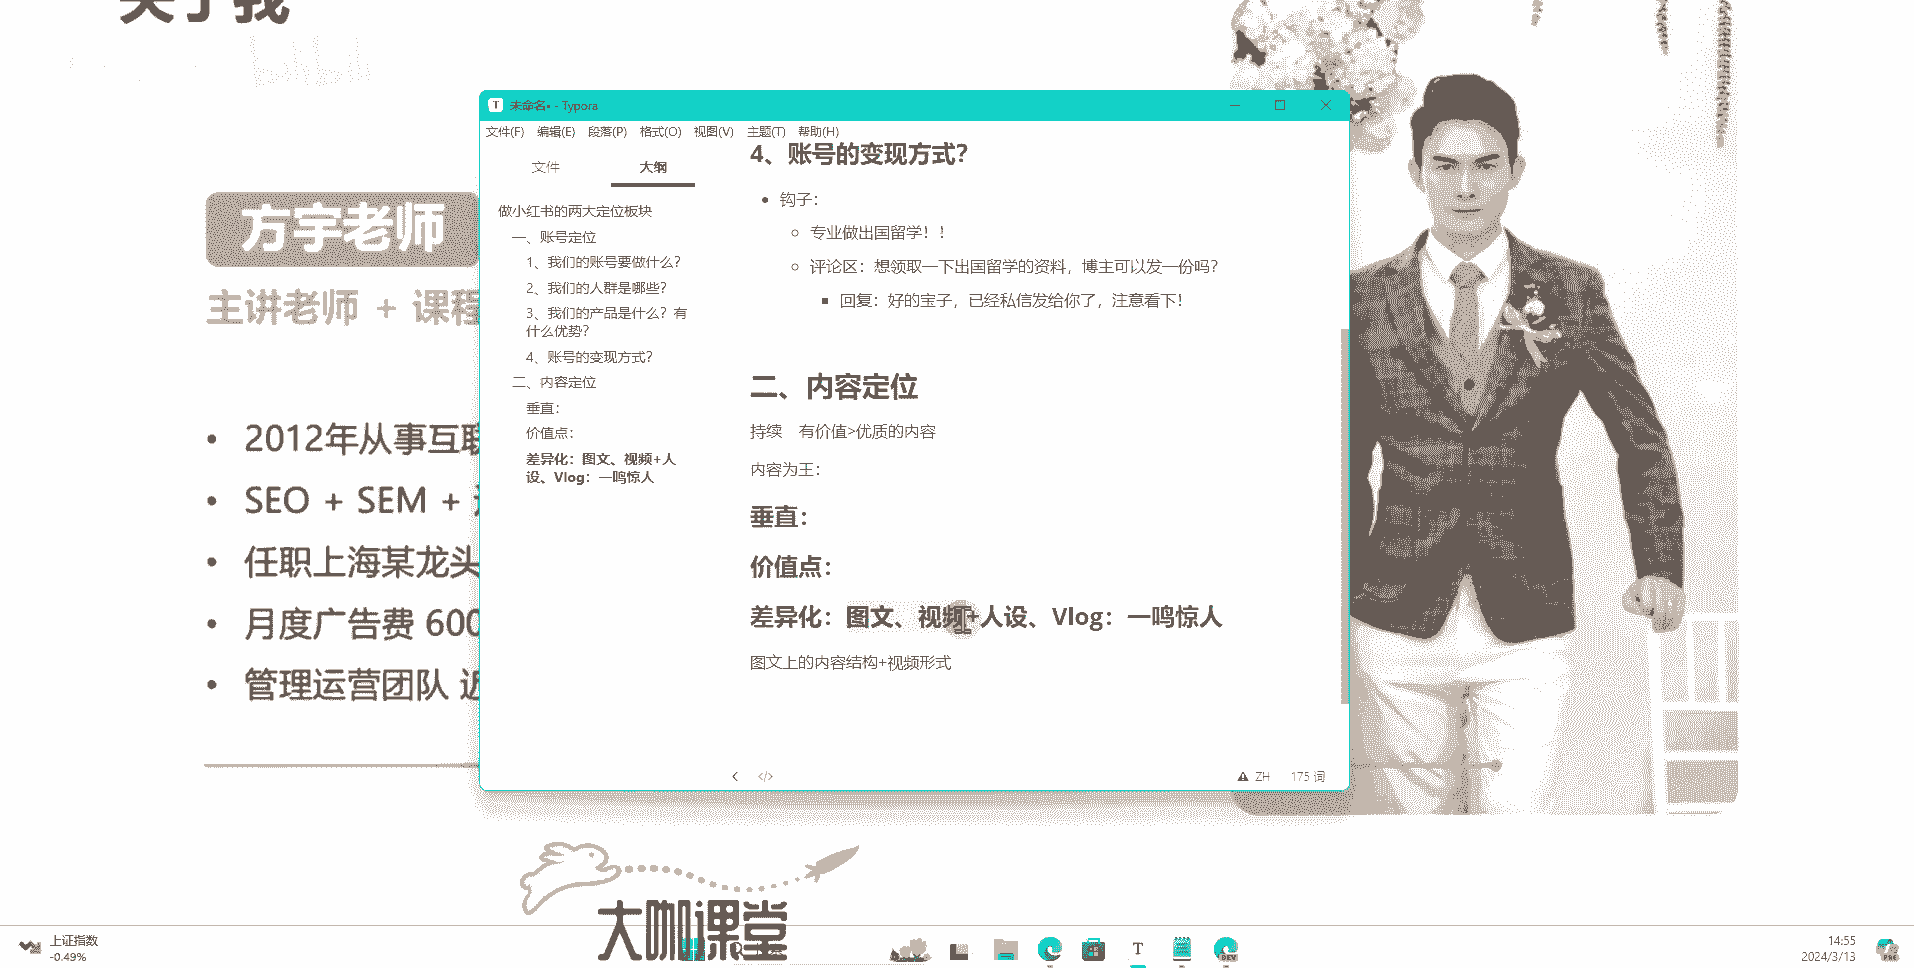 关于我
bilibili
方宇老师
主讲老师 + 课程
• 2012年从事互联
• SEO + SEM +
• 任职上海某龙头
• 月度广告费 600
• 管理运营团队 近
未命名• - Typora
文件(F) 编辑(E) 段落(P) 格式(O) 视图(V) 主题(T) 帮助(H)
文件 大纲
做小红书的两大定位板块
一、账号定位
1、我们的账号要做什么？
2、我们的人群是哪些？
3、我们的产品是什么？有
什么优势？
4、账号的变现方式？
二、内容定位
垂直：
价值点：
差异化：图文、视频+人
设、Vlog：一鸣惊人
4、账号的变现方式？
• 钩子：
专业做出国留学！！
评论区：想领取一下出国留学的资料，博主可以发一份吗？
回复：好的宝子，已经私信发给你了，注意看下！
二、内容定位
持续 有价值>优质的内容
内容为王：
垂直：
价值点：
差异化：图文、视频+人设、Vlog：一鸣惊人
图文上的内容结构+视频形式
ZH 175 词
大咖课堂
上证指数
-0.49%
14:55
2024/3/13